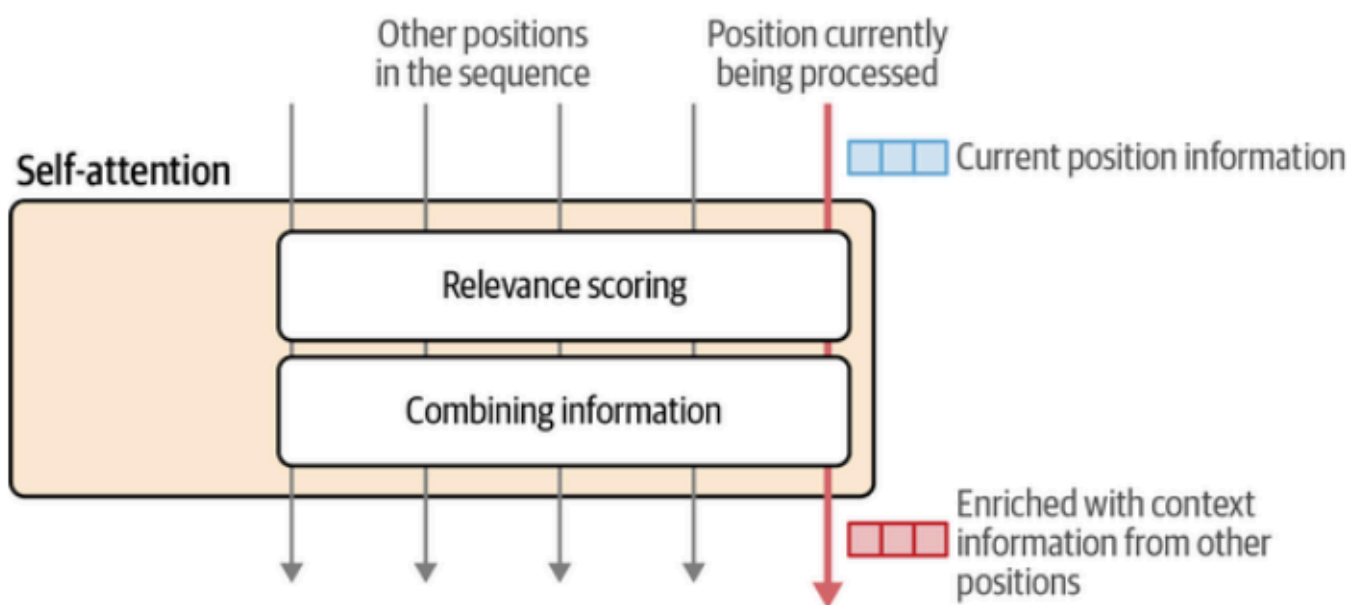 Other positions
in the sequence
Position currently
being processed
Self-attention
Current position information
Relevance scoring
Combining information
Enriched with context
information from other
positions